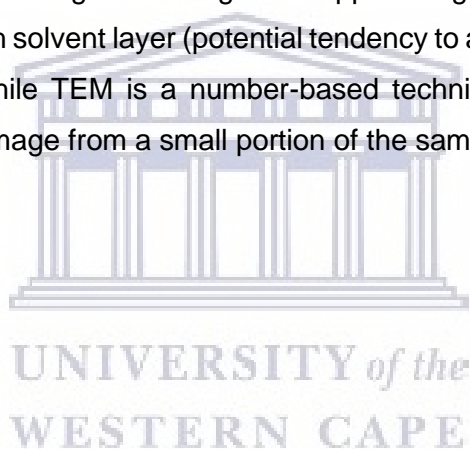 n solvent layer (potential tendency to a
hile TEM is a number-based techni
mage from a small portion of the sam
UNIVERSITY of the
WESTERN CAPE